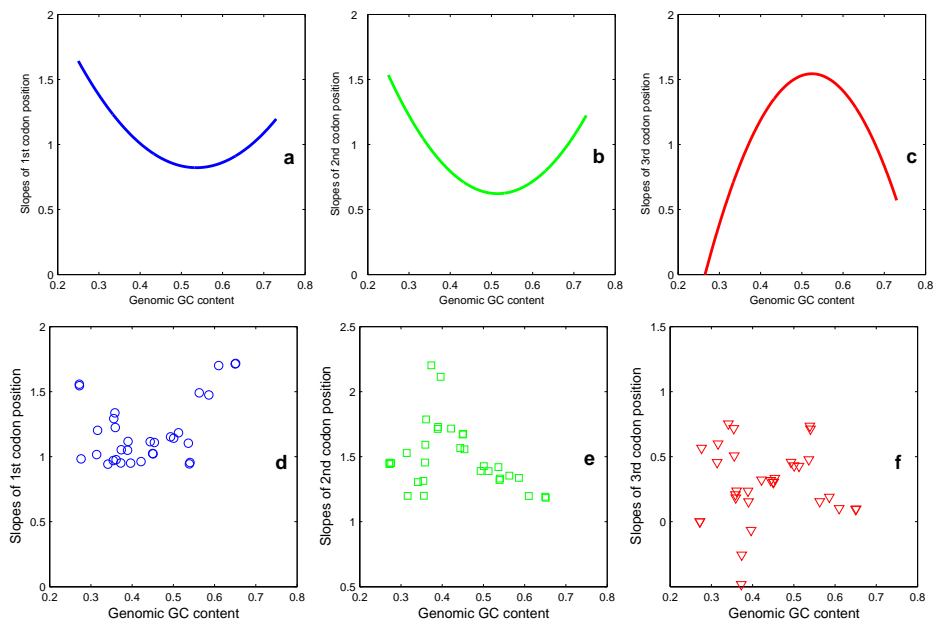 2
1.5
1
0.5
0
0.2 0.3 0.4 0.5 0.6 0.7 0.8
Slopes of 1st codon position
Genomic GC content
a
2
1.5
1
0.5
0
0.2 0.3 0.4 0.5 0.6 0.7 0.8
Slopes of 2nd codon position
Genomic GC content
b
2
1.5
1
0.5
0
0.2 0.3 0.4 0.5 0.6 0.7 0.8
Slopes of 3rd codon position
Genomic GC content
c
2
1.5
1
0.5
0
0.2 0.3 0.4 0.5 0.6 0.7 0.8
Slopes of 1st codon position
Genomic GC content
d
2.5
2
1.5
1
0.5
0.2 0.3 0.4 0.5 0.6 0.7 0.8
Slopes of 2nd codon position
Genomic GC content
e
1.5
1
0.5
0
0.2 0.3 0.4 0.5 0.6 0.7 0.8
Slopes of 3rd codon position
Genomic GC content
f